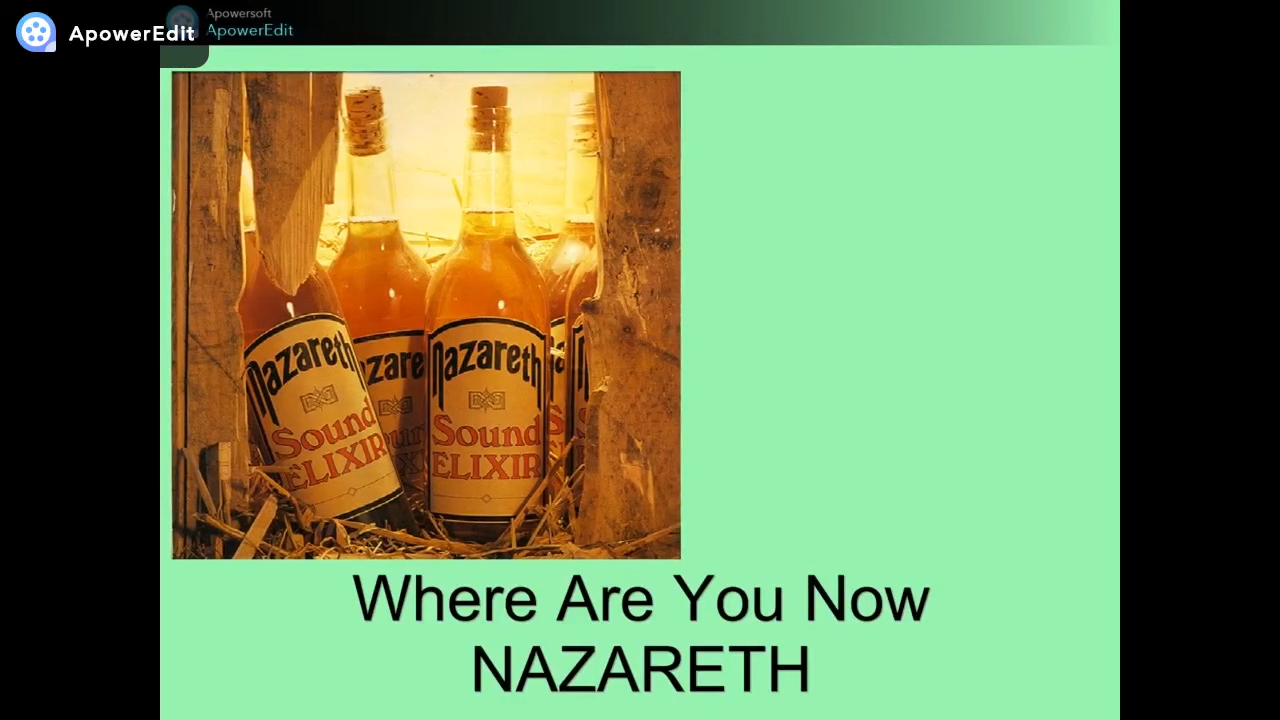 Apowersoft
ApowerEdit
ApowerEdit
Nazareth
Sound
ELIXIR
Nazareth
Sound
ELIXIR
Where Are You Now
NAZARETH